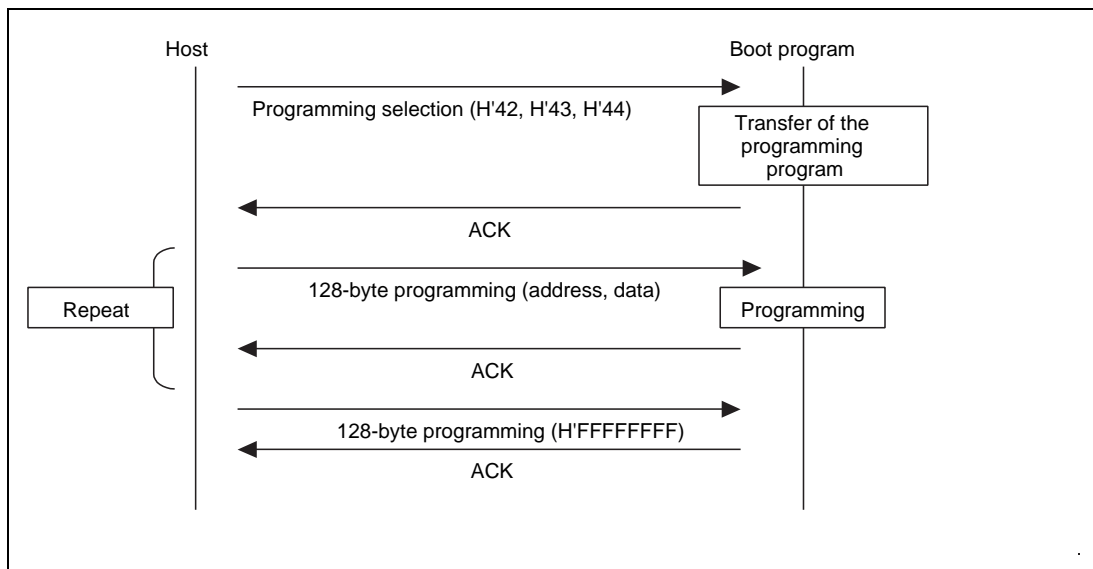 Host
Boot program
Programming selection (H'42, H'43, H'44)
Transfer of the
programming
program
ACK
128-byte programming (address, data)
Repeat
Programming
ACK
128-byte programming (H'FFFFFFFF)
ACK